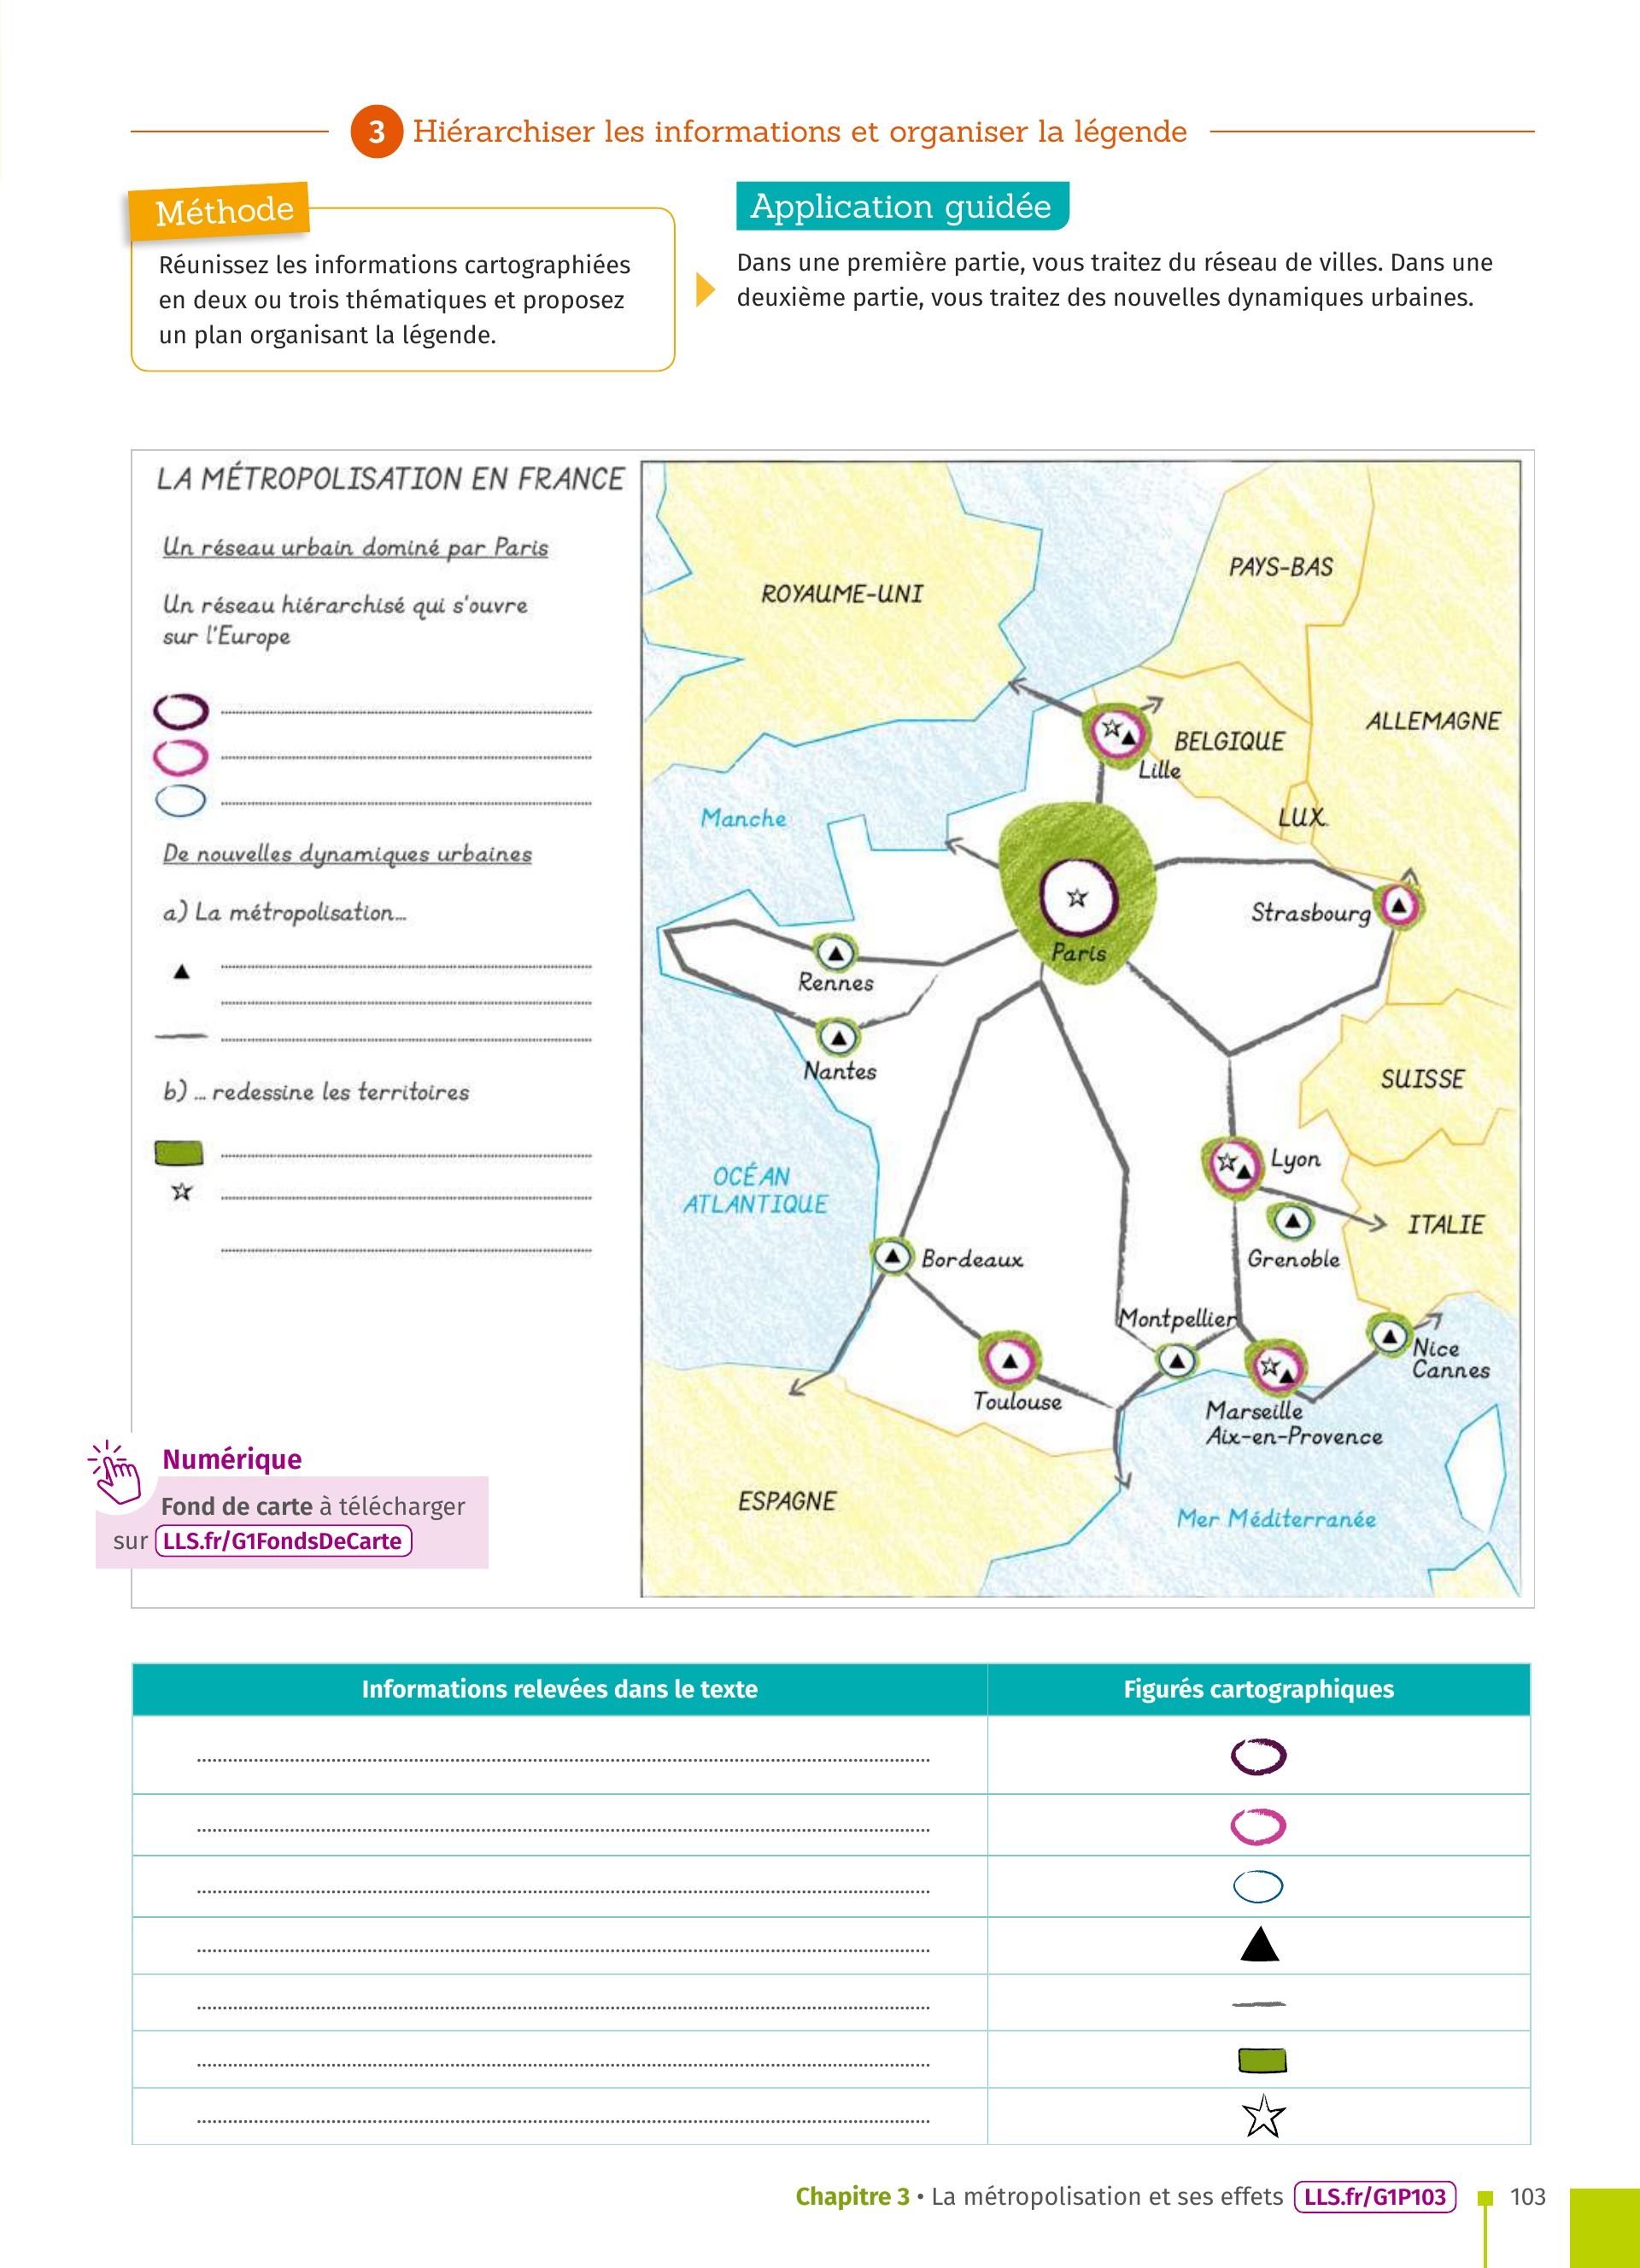 3 Hiérarchiser les informations et organiser la légende
Méthode
Réunissez les informations cartographiées
en deux ou trois thématiques et proposez
un plan organisant la légende.
Application guidée
Dans une première partie, vous traitez du réseau de villes. Dans une
deuxième partie, vous traitez des nouvelles dynamiques urbaines.
LA MÉTROPOLISATION EN FRANCE
Un réseau urbain dominé par Paris
Un réseau hiérarchisé qui s'ouvre
sur l'Europe
De nouvelles dynamiques urbaines
a) La métropolisation...
b) ... redessine les territoires
Numérique
Fond de carte à télécharger
sur LLS.fr/G1FondsDeCarte
ROYAUME-UNI
PAYS-BAS
ALLEMAGNE
BELGIQUE
Lille
LUX.
Manche
Strasbourg
Paris
Rennes
Nantes
SUISSE
OCÉAN
ATLANTIQUE
Lyon
ITALIE
Grenoble
Bordeaux
Montpellier
Nice
Cannes
Toulouse
Marseille
Aix-en-Provence
ESPAGNE
Mer Méditerranée
Informations relevées dans le texte
Figurés cartographiques
Chapitre 3 • La métropolisation et ses effets LLS.fr/G1P103 103